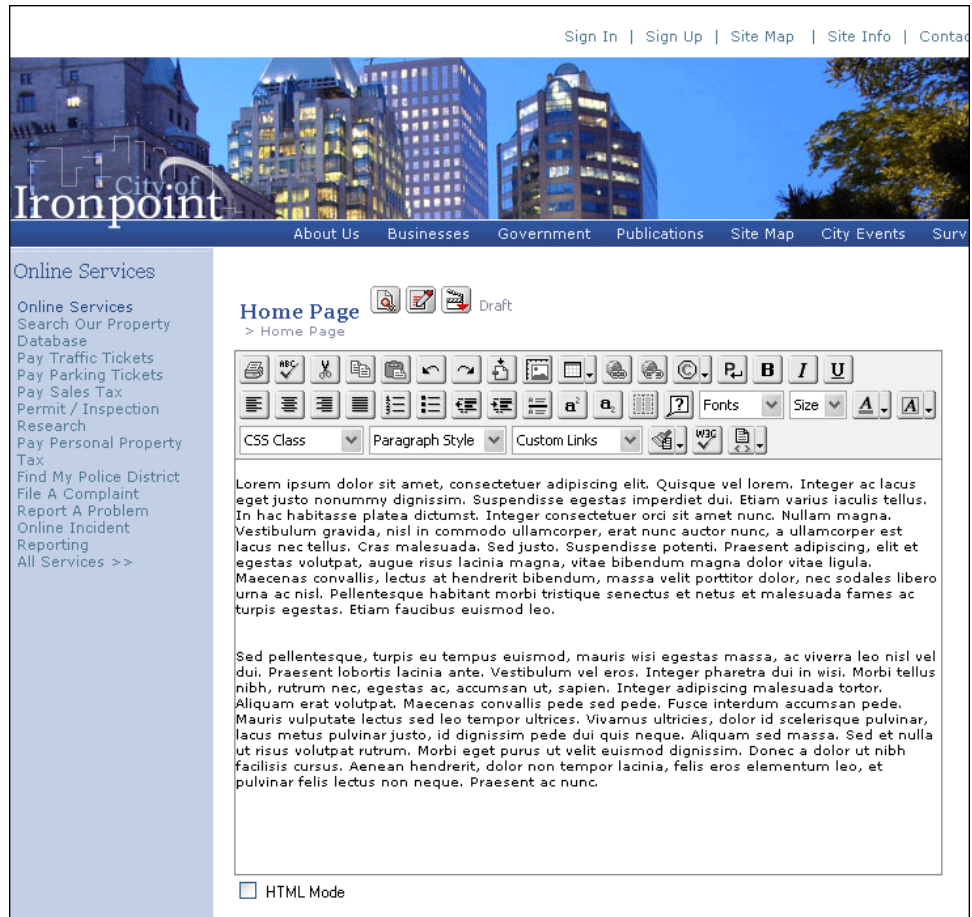 Sign In | Sign Up | Site Map | Site Info | Contac
City of
Ironpoint
About Us Businesses Government Publications Site Map City Events Surv
Online Services
Online Services
Search Our Property
Database
Pay Traffic Tickets
Pay Parking Tickets
Pay Sales Tax
Permit / Inspection
Research
Pay Personal Property
Tax
Find My Police District
File A Complaint
Report A Problem
Online Incident
Reporting
All Services >>
Home Page Draft
> Home Page
ABC B I U
a² a₂ Fonts Size A A
CSS Class Paragraph Style Custom Links W3C
Lorem ipsum dolor sit amet, consectetuer adipiscing elit. Quisque vel lorem. Integer ac lacus
eget justo nonummy dignissim. Suspendisse egestas imperdiet dui. Etiam varius iaculis tellus.
In hac habitasse platea dictumst. Integer consectetuer orci sit amet nunc. Nullam magna.
Vestibulum gravida, nisl in commodo ullamcorper, erat nunc auctor nunc, a ullamcorper est
lacus nec tellus. Cras malesuada. Sed justo. Suspendisse potenti. Praesent adipiscing, elit et
egestas volutpat, augue risus lacinia magna, vitae bibendum magna dolor vitae ligula.
Maecenas convallis, lectus at hendrerit bibendum, massa velit porttitor dolor, nec sodales libero
urna ac nisl. Pellentesque habitant morbi tristique senectus et netus et malesuada fames ac
turpis egestas. Etiam faucibus euismod leo.
Sed pellentesque, turpis eu tempus euismod, mauris wisi egestas massa, ac viverra leo nisl vel
dui. Praesent lobortis lacinia ante. Vestibulum vel eros. Integer pharetra dui in wisi. Morbi tellus
nibh, rutrum nec, egestas ac, accumsan ut, sapien. Integer adipiscing malesuada tortor.
Aliquam erat volutpat. Maecenas convallis pede sed pede. Fusce interdum accumsan pede.
Mauris vulputate lectus sed leo tempor ultrices. Vivamus ultricies, dolor id scelerisque pulvinar,
lacus metus pulvinar justo, id dignissim pede dui quis neque. Aliquam sed massa. Sed et nulla
ut risus volutpat rutrum. Morbi eget purus ut velit euismod dignissim. Donec a dolor ut nibh
facilisis cursus. Aenean hendrerit, dolor non tempor lacinia, felis eros elementum leo, et
pulvinar felis lectus non neque. Praesent ac nunc.
HTML Mode